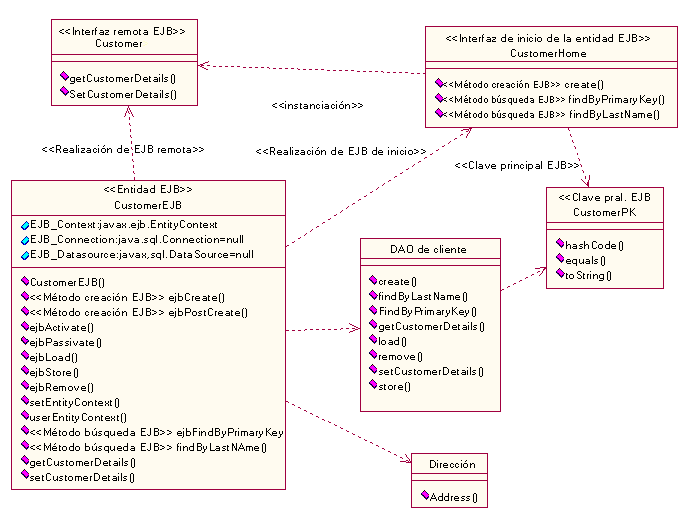 <<Interfaz remota EJB>>
Customer
getCustomerDetails()
SetCustomerDetails()
<<Interfaz de inicio de la entidad EJB>>
CustomerHome
<<Método creación EJB>> create()
<<Método búsqueda EJB>> findByPrimaryKey()
<<Método búsqueda EJB>> findByLastName()
<<instanciación>>
<<Realización de EJB remota>>
<<Realización de EJB de inicio>>
<<Clave principal EJB>>
<<Entidad EJB>>
CustomerEJB
EJB_Context:javax.ejb.EntityContext
EJB_Connection:java.sql.Connection=null
EJB_Datasource:javax,sql.DataSource=null
CustomerEJB()
<<Método creación EJB>> ejbCreate()
<<Método creación EJB>> ejbPostCreate()
ejbActivate()
ejbPassivate()
ejbLoad()
ejbStore()
ejbRemove()
setEntityContext()
userEntityContext()
<<Método búsqueda EJB>> ejbFindByPrimaryKey
<<Método búsqueda EJB>> findByLastNAme()
getCustomerDetails()
setCustomerDetails()
DAO de cliente
create()
findByLastName()
FindByPrimaryKey()
getCustomerDetails()
load()
remove()
setCustomerDetails()
store()
<<Clave pral. EJB
CustomerPK
hashCode()
equals()
toString()
Dirección
Address()